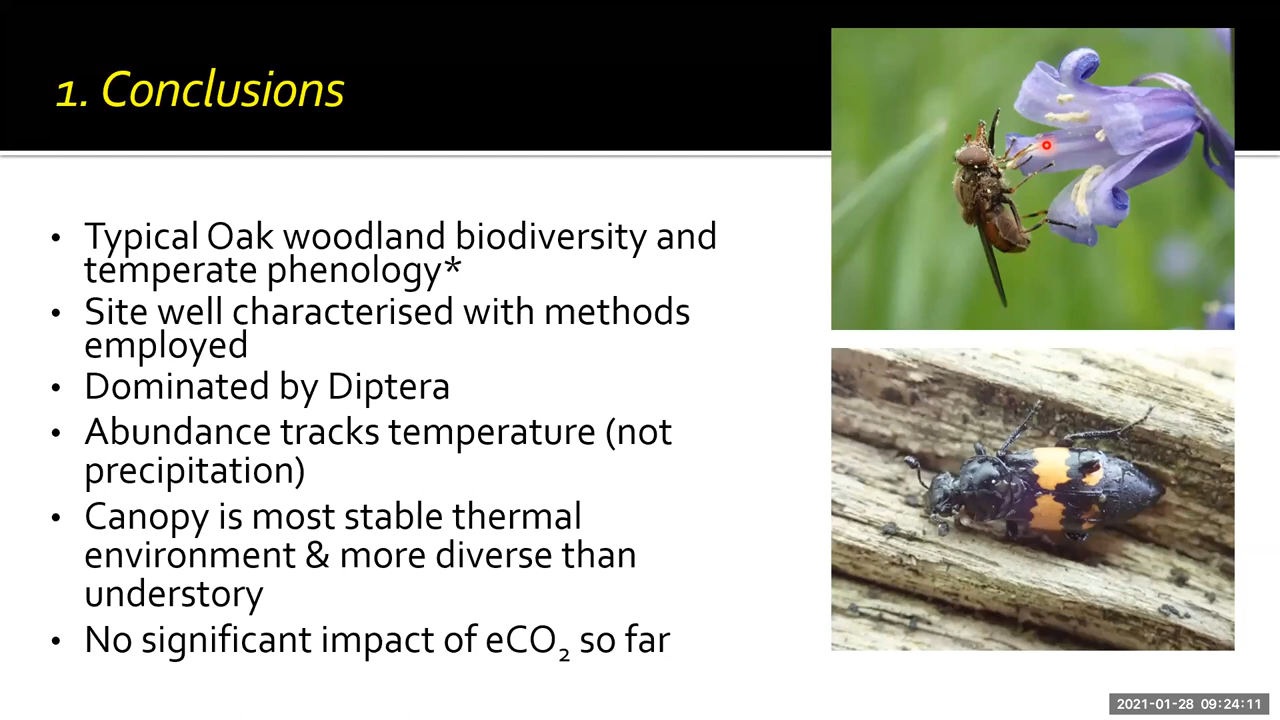 1. Conclusions
• Typical Oak woodland biodiversity and
temperate phenology*
• Site well characterised with methods
employed
• Dominated by Diptera
• Abundance tracks temperature (not
precipitation)
• Canopy is most stable thermal
environment & more diverse than
understory
• No significant impact of eCO₂ so far
2021-01-28 09:24:11